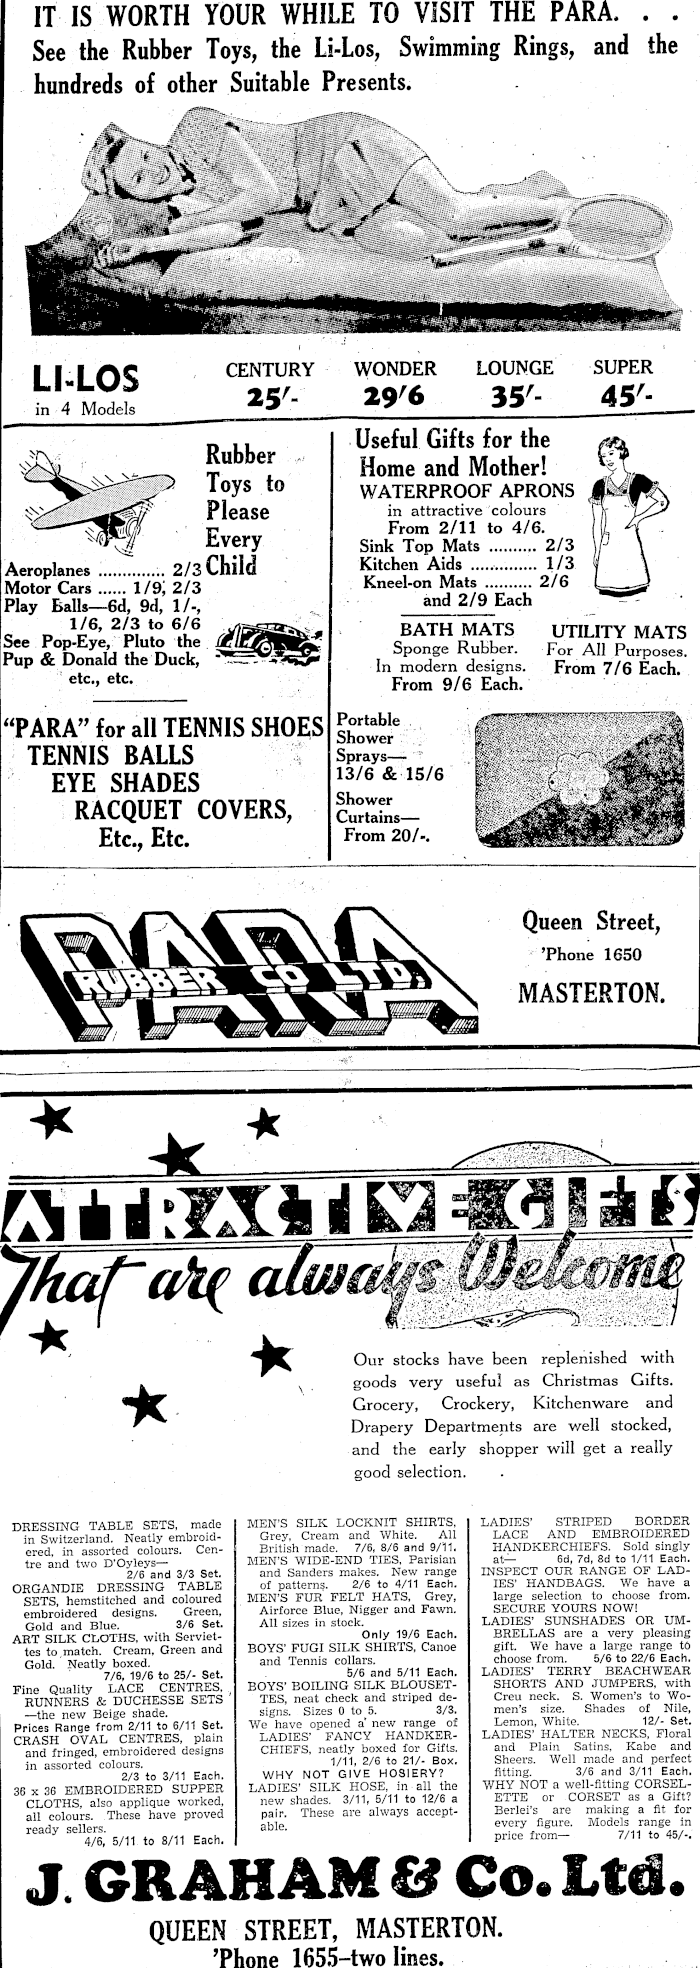 IT IS WORTH YOUR WHILE TO VISIT THE PARA. . .
See the Rubber Toys, the Li-Los, Swimming Rings, and the
hundreds of other Suitable Presents.
LI-LOS
in 4 Models
CENTURY
25/-
WONDER
29/6
LOUNGE
35/-
SUPER
45/-
Rubber
Toys to
Please
Every
Child
Aeroplanes .............. 2/3
Motor Cars ...... 1/9, 2/3
Play Balls—6d, 9d, 1/-,
1/6, 2/3 to 6/6
See Pop-Eye, Pluto the
Pup & Donald the Duck,
etc., etc.
"PARA" for all TENNIS SHOES
TENNIS BALLS
EYE SHADES
RACQUET COVERS,
Etc., Etc.
Useful Gifts for the
Home and Mother!
WATERPROOF APRONS
in attractive colours
From 2/11 to 4/6.
Sink Top Mats .......... 2/3
Kitchen Aids .............. 1/3
Kneel-on Mats .......... 2/6
and 2/9 Each
BATH MATS
Sponge Rubber.
In modern designs.
From 9/6 Each.
UTILITY MATS
For All Purposes.
From 7/6 Each.
Portable
Shower
Sprays—
13/6 & 15/6
Shower
Curtains—
From 20/-.
PARA
RUBBER CO LTD.
Queen Street,
'Phone 1650
MASTERTON.
ATTRACTIVE GIFTS
That are always Welcome
Our stocks have been replenished with
goods very useful as Christmas Gifts.
Grocery, Crockery, Kitchenware and
Drapery Departments are well stocked,
and the early shopper will get a really
good selection.
DRESSING TABLE SETS, made
in Switzerland. Neatly embroid-
ered, in assorted colours. Cen-
tre and two D'Oyleys—
2/6 and 3/3 Set.
ORGANDIE DRESSING TABLE
SETS, hemstitched and coloured
embroidered designs. Green,
Gold and Blue. 3/6 Set.
ART SILK CLOTHS, with Serviet-
tes to match. Cream, Green and
Gold. Neatly boxed.
7/6, 19/6 to 25/- Set.
Fine Quality LACE CENTRES,
RUNNERS & DUCHESSE SETS
—the new Beige shade.
Prices Range from 2/11 to 6/11 Set.
CRASH OVAL CENTRES, plain
and fringed, embroidered designs
in assorted colours.
2/3 to 3/11 Each.
36 x 36 EMBROIDERED SUPPER
CLOTHS, also applique worked,
all colours. These have proved
ready sellers.
4/6, 5/11 to 8/11 Each.
MEN'S SILK LOCKNIT SHIRTS,
Grey, Cream and White. All
British made. 7/6, 8/6 and 9/11.
MEN'S WIDE-END TIES, Parisian
and Sanders makes. New range
of patterns. 2/6 to 4/11 Each.
MEN'S FUR FELT HATS, Grey,
Airforce Blue, Nigger and Fawn.
All sizes in stock.
Only 19/6 Each.
BOYS' FUGI SILK SHIRTS, Canoe
and Tennis collars.
5/6 and 5/11 Each.
BOYS' BOILING SILK BLOUSET-
TES, neat check and striped de-
signs. Sizes 0 to 5. 3/3.
We have opened a new range of
LADIES' FANCY HANDKER-
CHIEFS, neatly boxed for Gifts.
1/11, 2/6 to 21/- Box.
WHY NOT GIVE HOSIERY?
LADIES' SILK HOSE, in all the
new shades. 3/11, 5/11 to 12/6 a
pair. These are always accept-
able.
LADIES' STRIPED BORDER
LACE AND EMBROIDERED
HANDKERCHIEFS. Sold singly
at— 6d, 7d, 8d to 1/11 Each.
INSPECT OUR RANGE OF LAD-
IES' HANDBAGS. We have a
large selection to choose from.
SECURE YOURS NOW!
LADIES' SUNSHADES OR UM-
BRELLAS are a very pleasing
gift. We have a large range to
choose from. 5/6 to 22/6 Each.
LADIES' TERRY BEACHWEAR
SHORTS AND JUMPERS, with
Creu neck. S. Women's to Wo-
men's size. Shades of Nile,
Lemon, White. 12/- Set.
LADIES' HALTER NECKS, Floral
and Plain Satins, Kabe and
Sheers. Well made and perfect
fitting. 3/6 and 3/11 Each.
WHY NOT a well-fitting CORSEL-
ETTE or CORSET as a Gift?
Berlei's are making a fit for
every figure. Models range in
price from— 7/11 to 45/-.
J. GRAHAM & Co. Ltd.
QUEEN STREET, MASTERTON.
'Phone 1655—two lines.